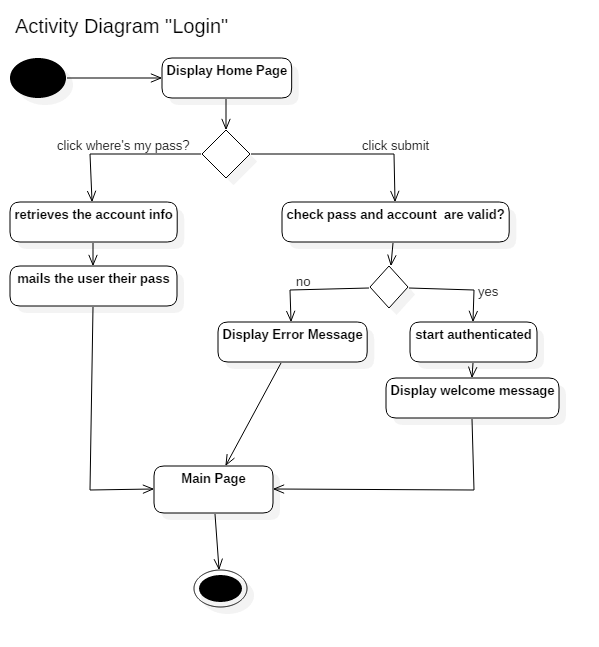 Activity Diagram "Login"
Display Home Page
click where's my pass?
click submit
retrieves the account info
check pass and account  are valid?
mails the user their pass
no
yes
Display Error Message
start authenticated
Display welcome message
Main Page